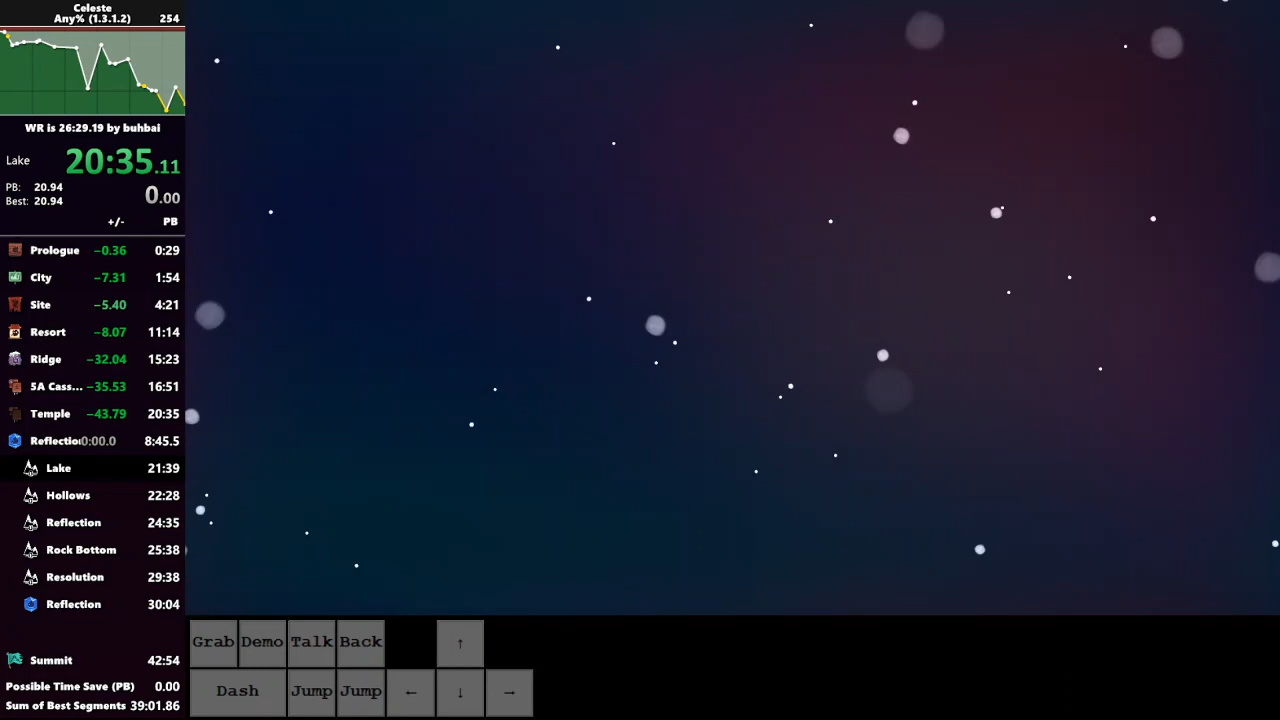 Celeste
Any% (1.3.1.2) 254
WR is 26:29.19 by buhbai
Lake 20:35.11
PB: 20.94 0.00
Best: 20.94
+/- PB
Prologue −0.36 0:29
City −7.31 1:54
Site −5.40 4:21
Resort −8.07 11:14
Ridge −32.04 15:23
5A Cass... −35.53 16:51
Temple −43.79 20:35
Reflectio 0:00.0 8:45.5
Lake 21:39
Hollows 22:28
Reflection 24:35
Rock Bottom 25:38
Resolution 29:38
Reflection 30:04
Summit 42:54
Possible Time Save (PB) 0.00
Sum of Best Segments 39:01.86
Grab Demo Talk Back ↑
Dash Jump Jump ← ↓ →